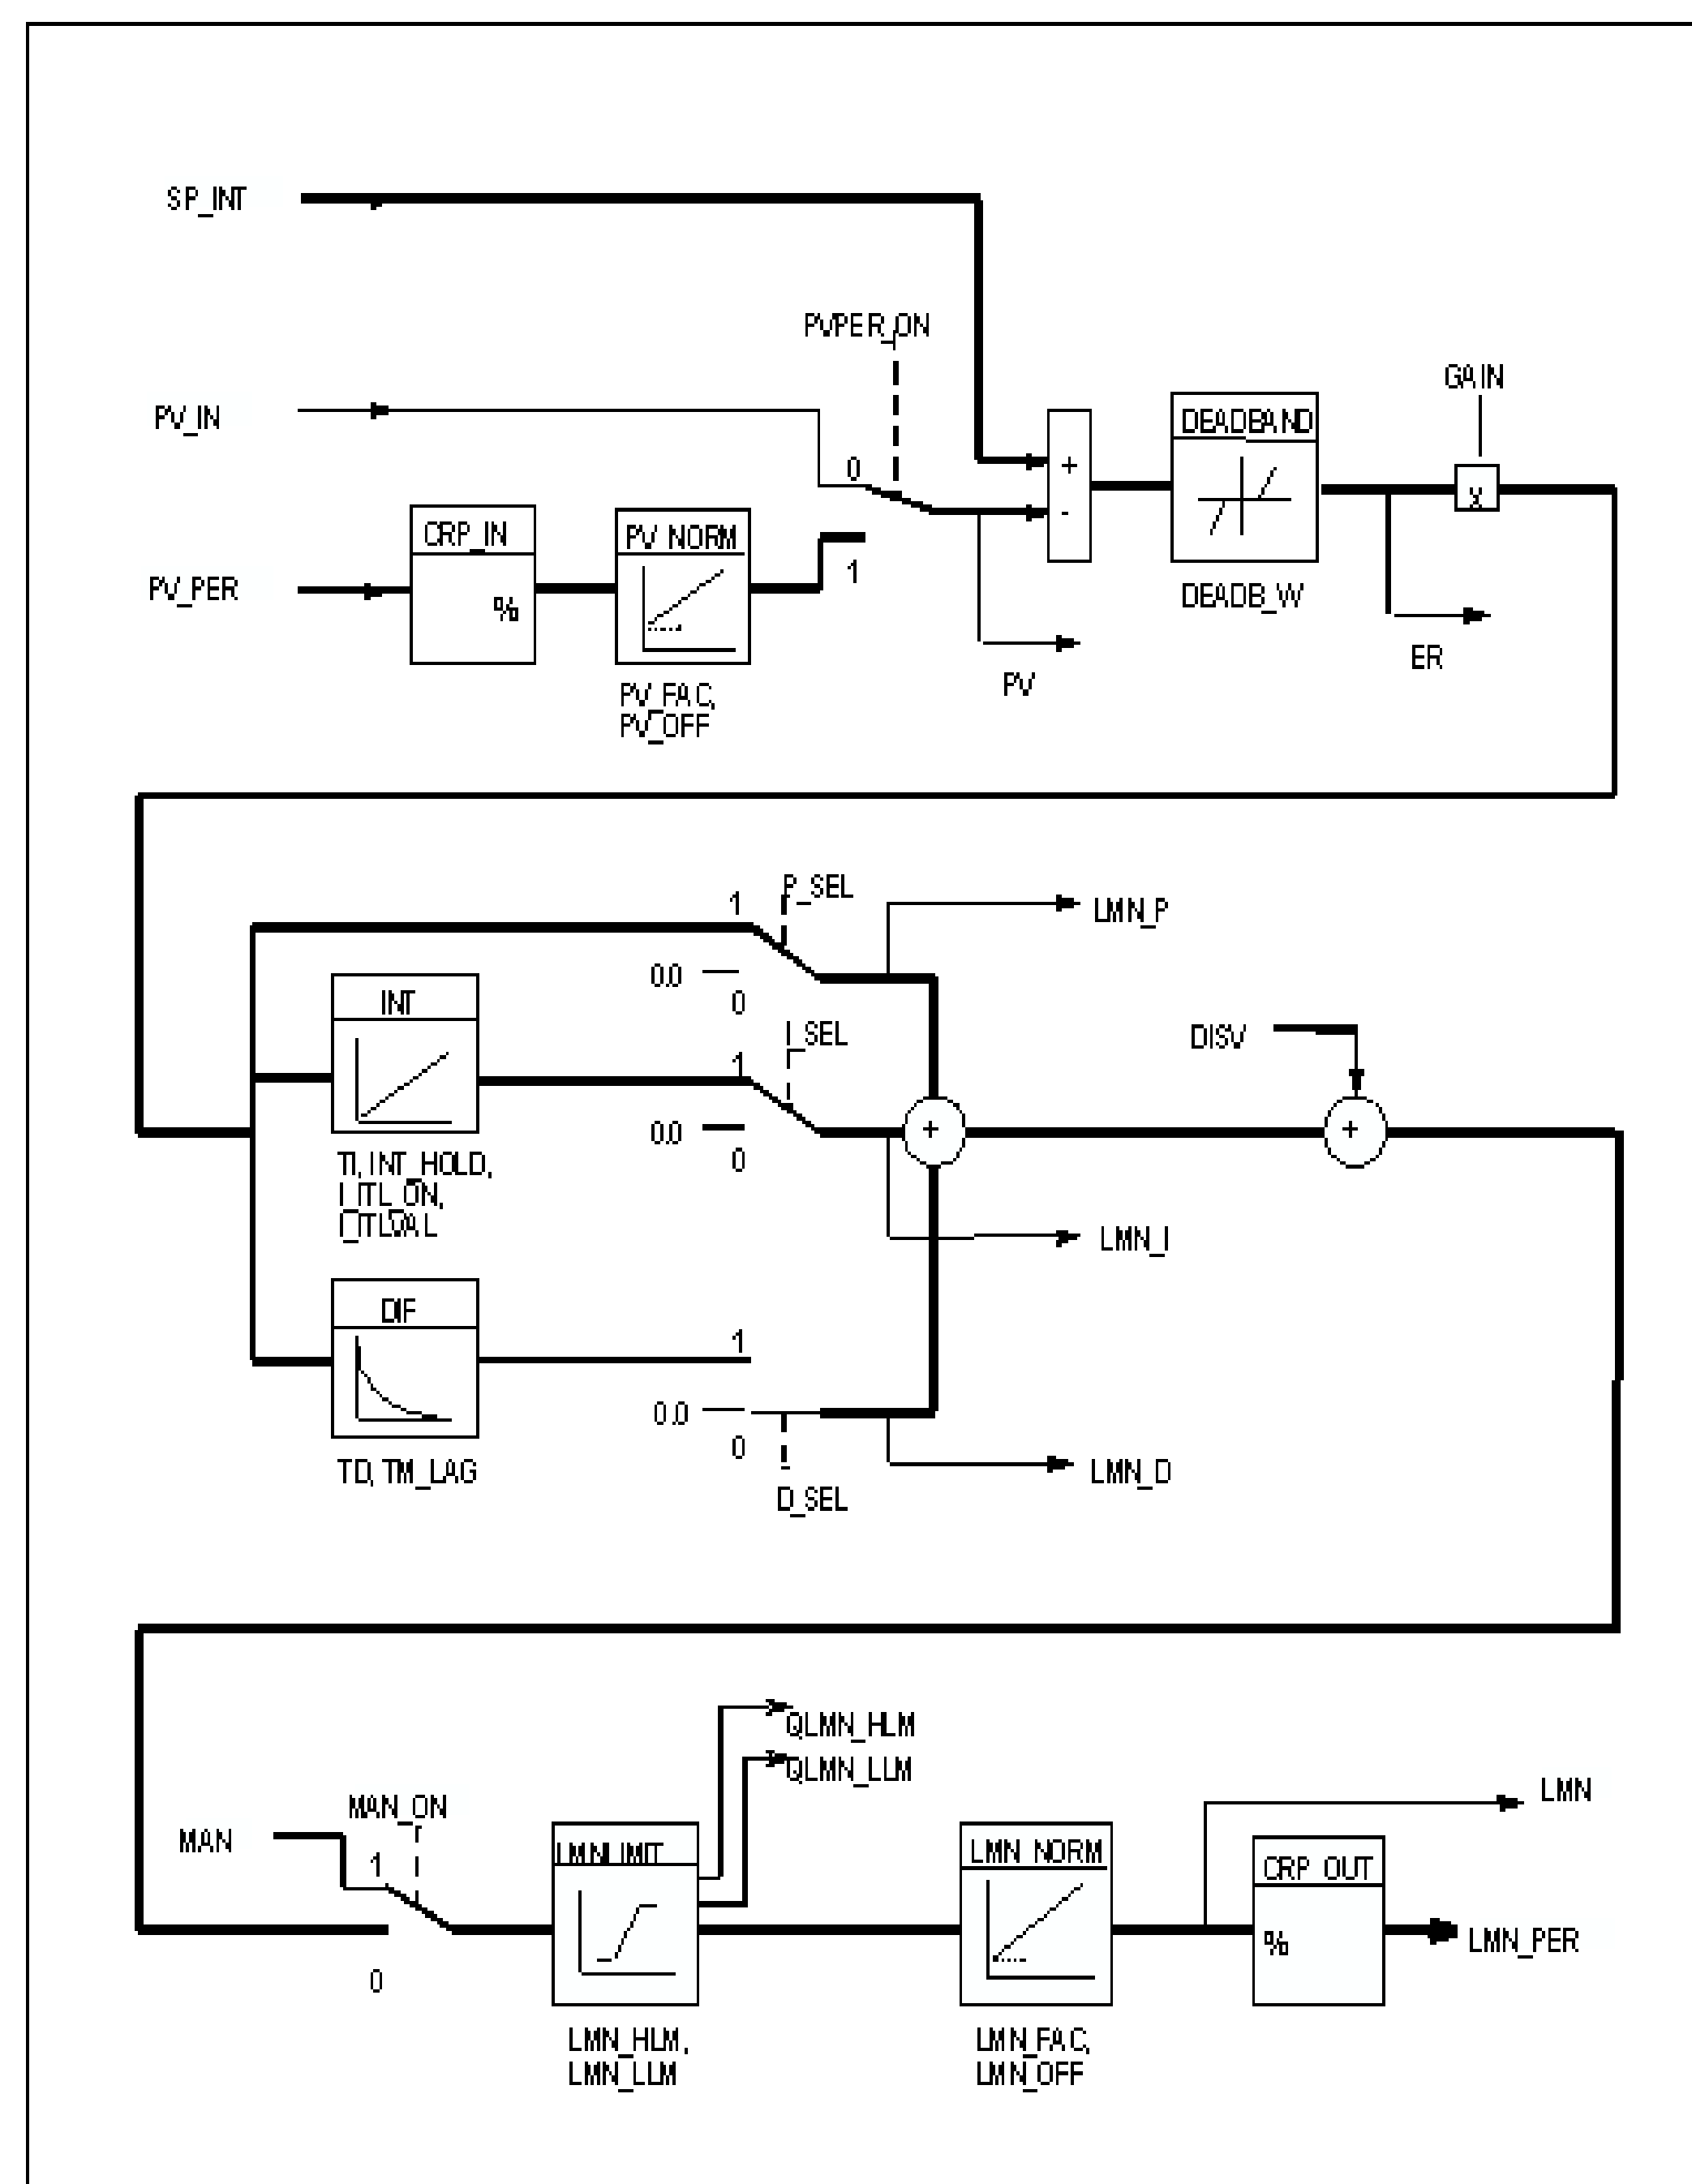 SP_INT
PVPER_ON
GAIN
PV_IN
DEADBAND
0
+
-
X
CRP_IN
PV_NORM
1
PV_PER
%
DEADB_W
ER
PV
PV_FAC,
PV_OFF
P_SEL
1
LMN_P
0.0
0
INT
I_SEL
DISV
1
0.0
+
+
0
TI, INT_HOLD,
I_ITL_ON,
I_ITLVAL
LMN_I
DIF
1
0.0
0
TD, TM_LAG
LMN_D
D_SEL
QLMN_HLM
QLMN_LLM
LMN
MAN_ON
MAN
1
LMNLIMIT
LMN_NORM
CRP_OUT
%
LMN_PER
0
LMN_HLM,
LMN_LLM
LMN_FAC,
LMN_OFF